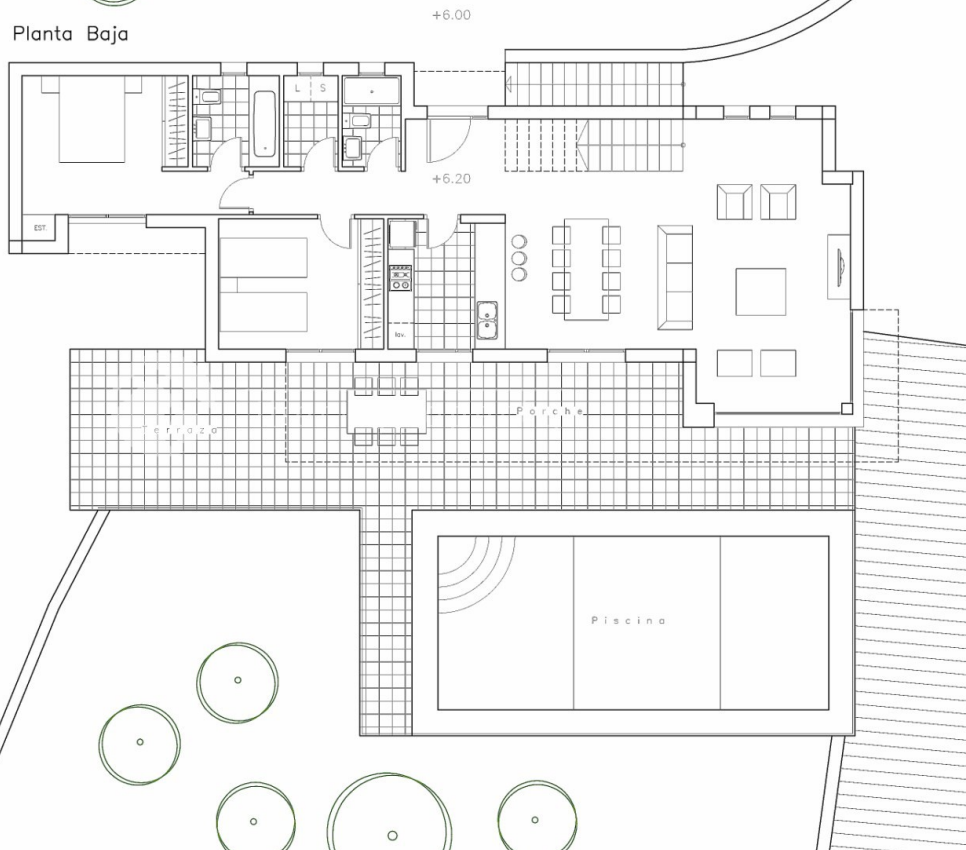 +6.00
Planta Baja
L S
+6.20
EST.
lav.
Porche
Terraza
Piscina